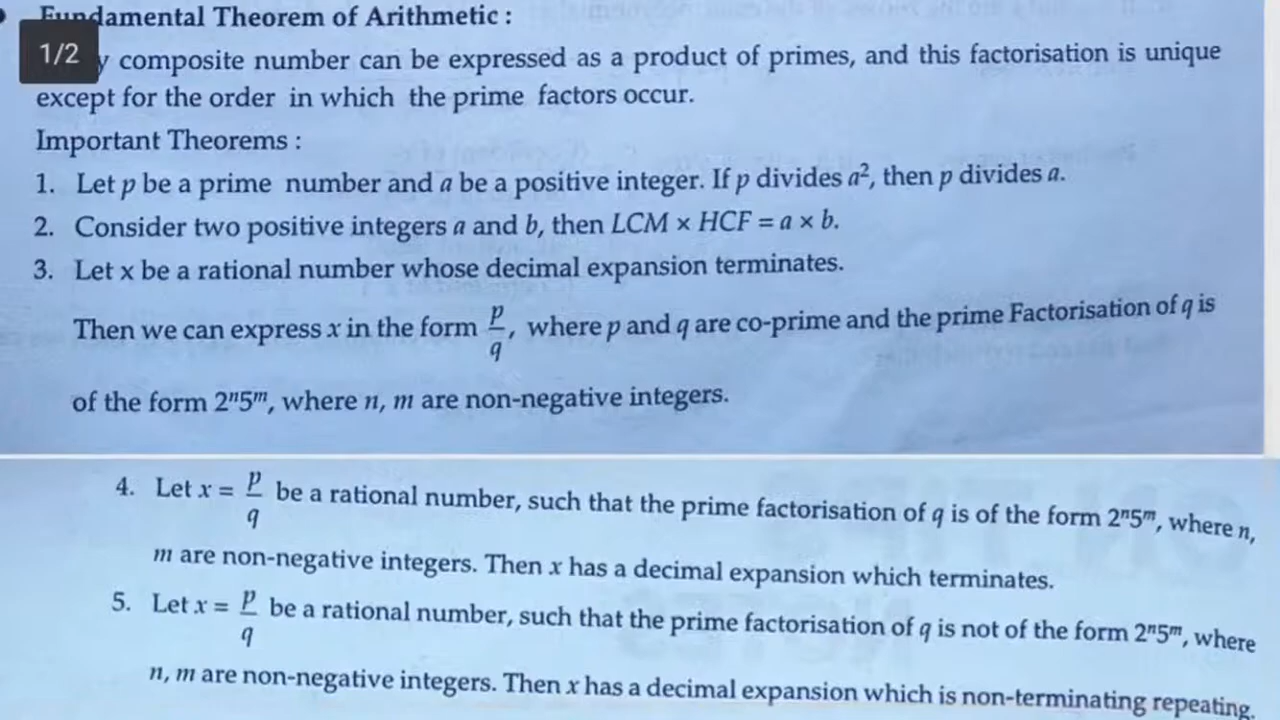 Fundamental Theorem of Arithmetic :
1/2
y composite number can be expressed as a product of primes, and this factorisation is unique
except for the order in which the prime factors occur.
Important Theorems :
1. Let p be a prime number and a be a positive integer. If p divides a², then p divides a.
2. Consider two positive integers a and b, then LCM × HCF = a × b.
3. Let x be a rational number whose decimal expansion terminates.
Then we can express x in the form p/q, where p and q are co-prime and the prime Factorisation of q is
of the form 2ⁿ5ᵐ, where n, m are non-negative integers.
4. Let x = p/q be a rational number, such that the prime factorisation of q is of the form 2ⁿ5ᵐ, where n,
m are non-negative integers. Then x has a decimal expansion which terminates.
5. Let x = p/q be a rational number, such that the prime factorisation of q is not of the form 2ⁿ5ᵐ, where
n, m are non-negative integers. Then x has a decimal expansion which is non-terminating repeating.